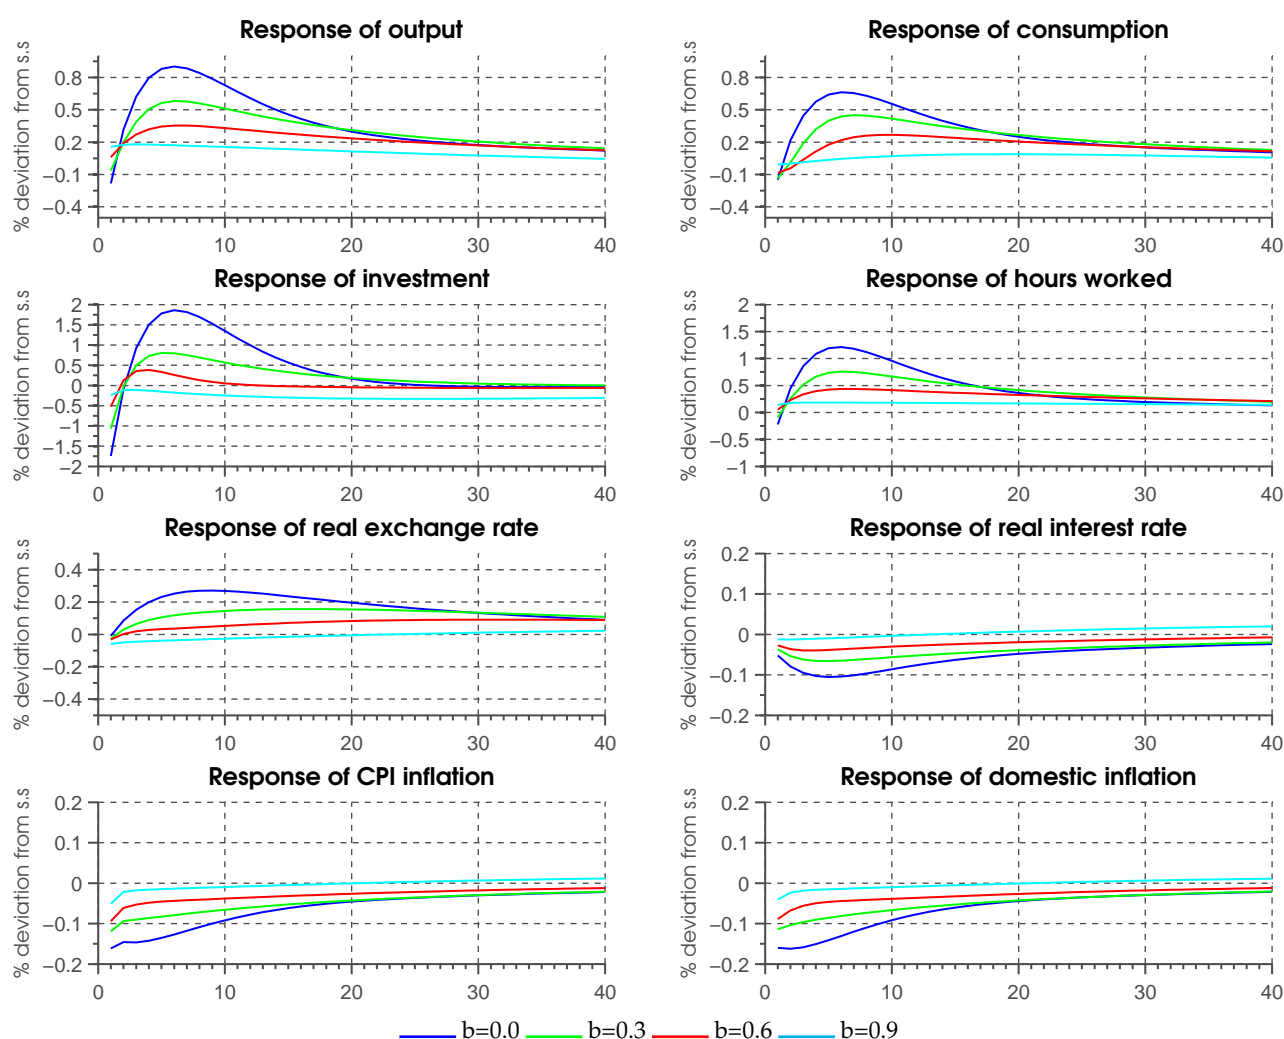 Response of output
% deviation from s.s
0.8
0.5
0.2
−0.1
−0.4
0 10 20 30 40
Response of consumption
% deviation from s.s
0.8
0.5
0.2
−0.1
−0.4
0 10 20 30 40
Response of investment
% deviation from s.s
2
1.5
1
0.5
0
−0.5
−1
−1.5
−2
0 10 20 30 40
Response of hours worked
% deviation from s.s
2
1.5
1
0.5
0
−0.5
−1
0 10 20 30 40
Response of real exchange rate
% deviation from s.s
0.4
0.2
0
−0.2
−0.4
0 10 20 30 40
Response of real interest rate
% deviation from s.s
0.2
0.1
0
−0.1
−0.2
0 10 20 30 40
Response of CPI inflation
% deviation from s.s
0.2
0.1
0
−0.1
−0.2
0 10 20 30 40
Response of domestic inflation
% deviation from s.s
0.2
0.1
0
−0.1
−0.2
0 10 20 30 40
b=0.0 b=0.3 b=0.6 b=0.9